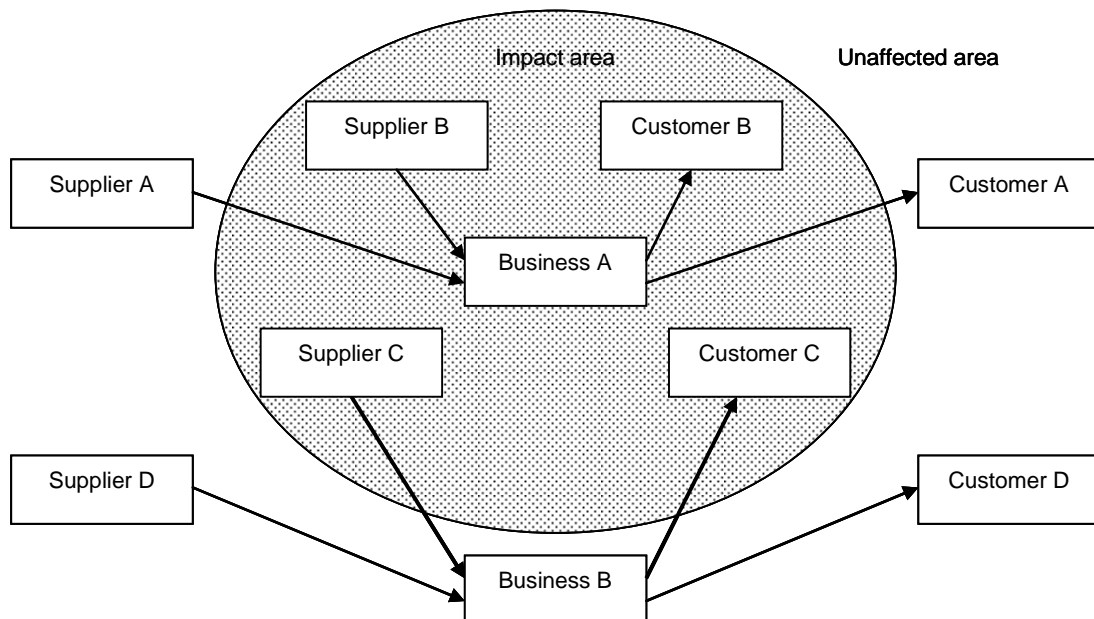 Impact area
Unaffected area
Supplier B
Customer B
Supplier A
Customer A
Business A
Supplier C
Customer C
Supplier D
Customer D
Business B